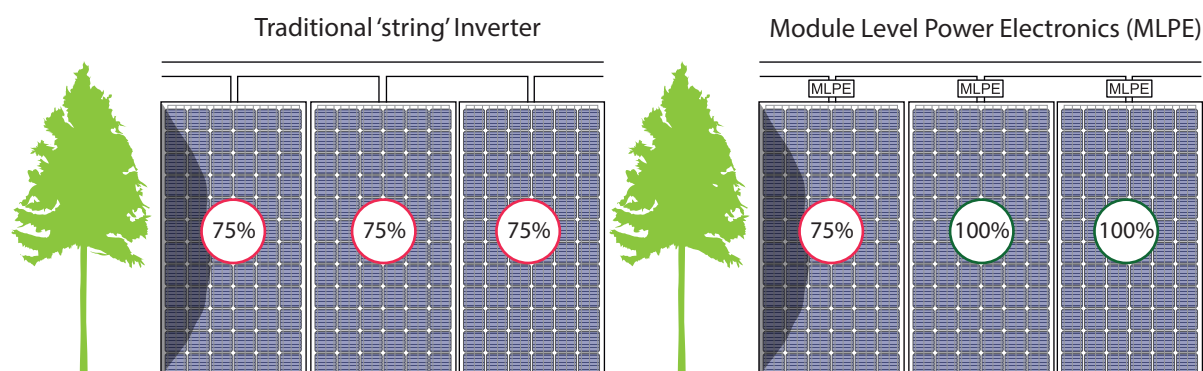 Traditional ‘string’ Inverter
75%
75%
75%
Module Level Power Electronics (MLPE)
MLPE
MLPE
MLPE
75%
100%
100%